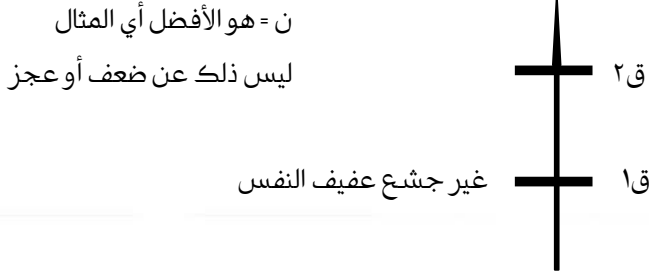 ن = هو الأفضل أي المثال
ق٢ ليس ذلك عن ضعف أو عجز
ق١ غير جشع عفيف النفس